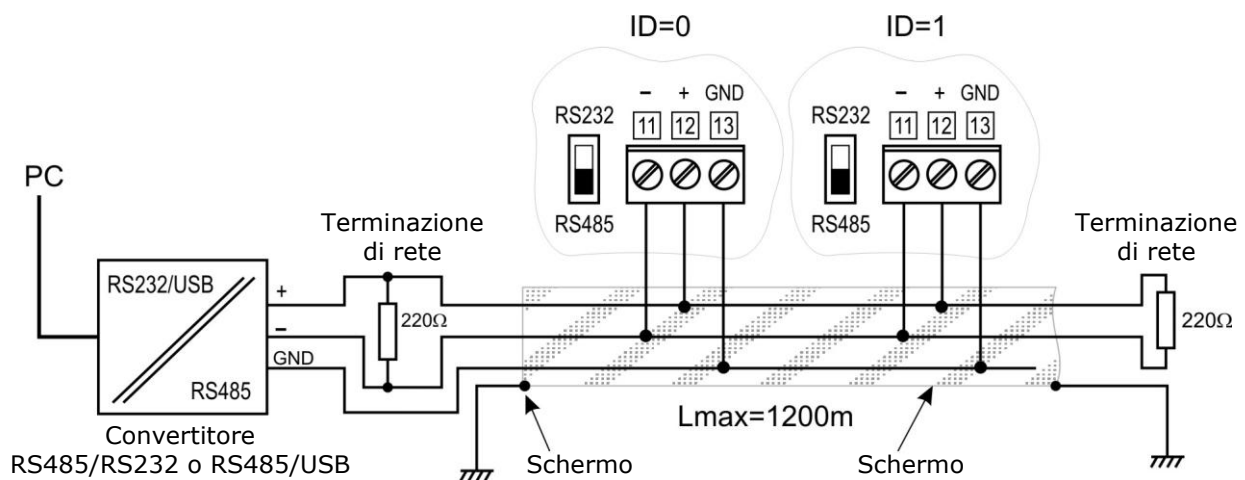 ID=0
ID=1
− + GND
− + GND
RS232
11 12 13
RS232
11 12 13
PC
RS485
RS485
Terminazione
di rete
Terminazione
di rete
RS232/USB
+
220Ω
220Ω
−
GND
RS485
Lmax=1200m
Convertitore
RS485/RS232 o RS485/USB
Schermo
Schermo